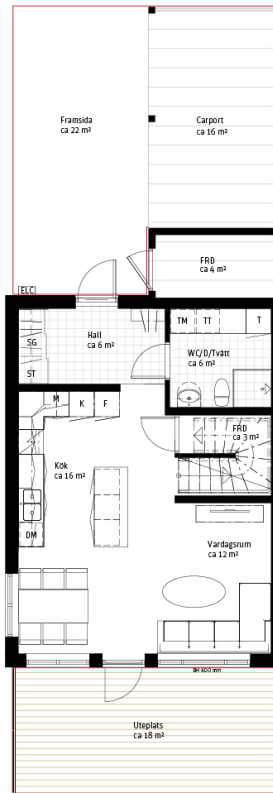 Framsida
ca 22 m²
Carport
ca 16 m²
FRD
ca 4 m²
ELC
Hall
ca 6 m²
SG
ST
TM
TT
T
WC/D/Tvätt
ca 6 m²
M
K
F
FRD
ca 3 m²
Kök
ca 16 m²
DM
Vardagsrum
ca 12 m²
BH 600 mm
Uteplats
ca 18 m²